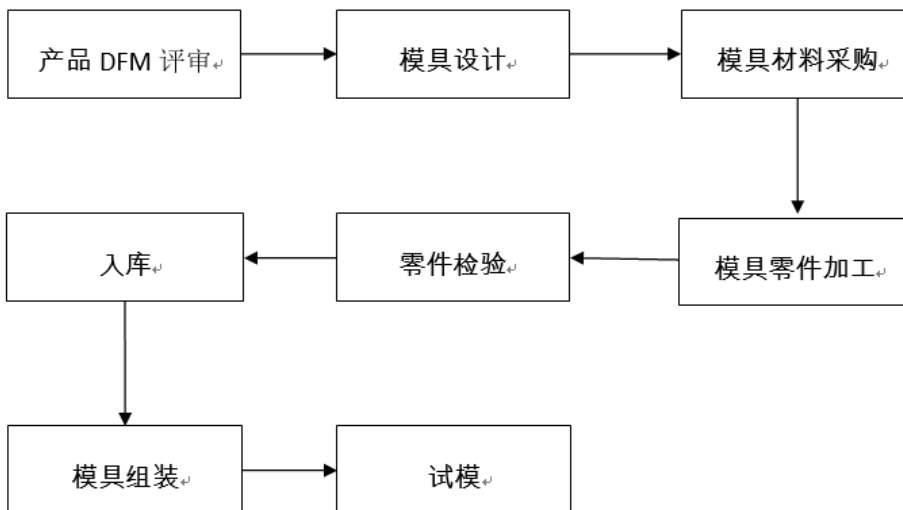 产品 DFM 评审
模具设计
模具材料采购
模具零件加工
零件检验
入库
模具组装
试模